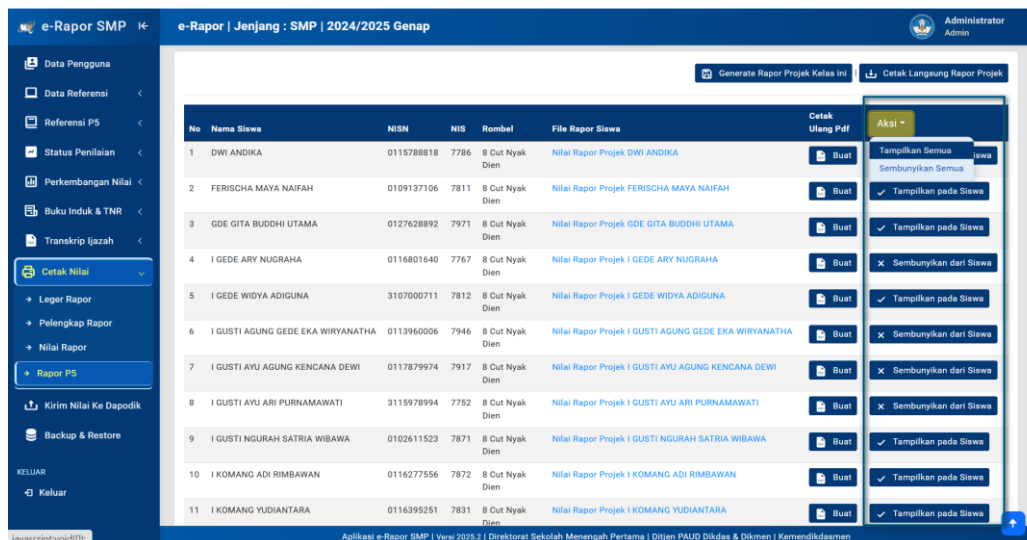 e-Rapor SMP
e-Rapor | Jenjang : SMP | 2024/2025 Genap
Administrator
Admin
Data Pengguna
Data Referensi
Referensi P5
Status Penilaian
Perkembangan Nilai
Buku Induk & TNR
Transkrip Ijazah
Cetak Nilai
Leger Rapor
Pelengkap Rapor
Nilai Rapor
Rapor P5
Kirim Nilai Ke Dapodik
Backup & Restore
KELUAR
Keluar
javascript:void(0);
Generate Rapor Projek Kelas ini | Cetak Langsung Rapor Projek
No Nama Siswa NISN NIS Rombel File Rapor Siswa Cetak Ulang Pdf Aksi
Tampilkan Semua
Sembunyikan Semua
1 DWI ANDIKA 0115788818 7786 8 Cut Nyak Dien Nilai Rapor Projek DWI ANDIKA Buat
2 FERISCHA MAYA NAIFAH 0109137106 7811 8 Cut Nyak Dien Nilai Rapor Projek FERISCHA MAYA NAIFAH Buat Tampilkan pada Siswa
3 GDE GITA BUDDHI UTAMA 0127628892 7971 8 Cut Nyak Dien Nilai Rapor Projek GDE GITA BUDDHI UTAMA Buat Tampilkan pada Siswa
4 I GEDE ARY NUGRAHA 0116801640 7767 8 Cut Nyak Dien Nilai Rapor Projek I GEDE ARY NUGRAHA Buat Sembunyikan dari Siswa
5 I GEDE WIDYA ADIGUNA 3107000711 7812 8 Cut Nyak Dien Nilai Rapor Projek I GEDE WIDYA ADIGUNA Buat Tampilkan pada Siswa
6 I GUSTI AGUNG GEDE EKA WIRYANATHA 0113960006 7946 8 Cut Nyak Dien Nilai Rapor Projek I GUSTI AGUNG GEDE EKA WIRYANATHA Buat Sembunyikan dari Siswa
7 I GUSTI AYU AGUNG KENCANA DEWI 0117879974 7917 8 Cut Nyak Dien Nilai Rapor Projek I GUSTI AYU AGUNG KENCANA DEWI Buat Sembunyikan dari Siswa
8 I GUSTI AYU ARI PURNAMAWATI 3115978994 7752 8 Cut Nyak Dien Nilai Rapor Projek I GUSTI AYU ARI PURNAMAWATI Buat Sembunyikan dari Siswa
9 I GUSTI NGURAH SATRIA WIBAWA 0102611523 7871 8 Cut Nyak Dien Nilai Rapor Projek I GUSTI NGURAH SATRIA WIBAWA Buat Tampilkan pada Siswa
10 I KOMANG ADI RIMBAWAN 0116277556 7872 8 Cut Nyak Dien Nilai Rapor Projek I KOMANG ADI RIMBAWAN Buat Tampilkan pada Siswa
11 I KOMANG YUDIANTARA 0116395251 7831 8 Cut Nyak Dien Nilai Rapor Projek I KOMANG YUDIANTARA Buat Tampilkan pada Siswa
Aplikasi e-Rapor SMP | Versi 2025.2 | Direktorat Sekolah Menengah Pertama | Ditjen PAUD Dikdas & Dikmen | Kemendikdasmen